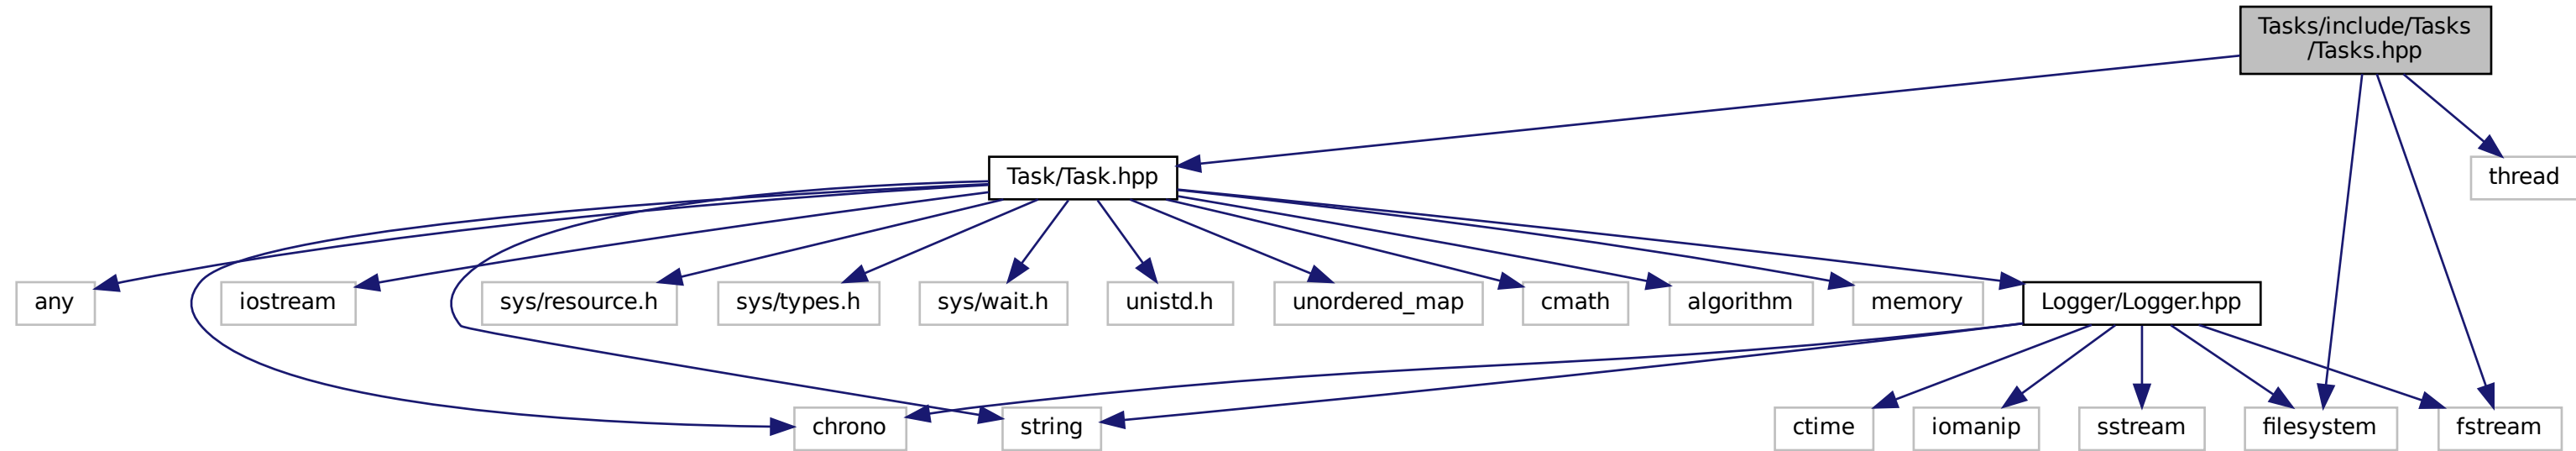 Tasks/include/Tasks
/Tasks.hpp
Task/Task.hpp
thread
any
iostream
sys/resource.h
sys/types.h
sys/wait.h
unistd.h
unordered_map
cmath
algorithm
memory
Logger/Logger.hpp
chrono
string
ctime
iomanip
sstream
filesystem
fstream